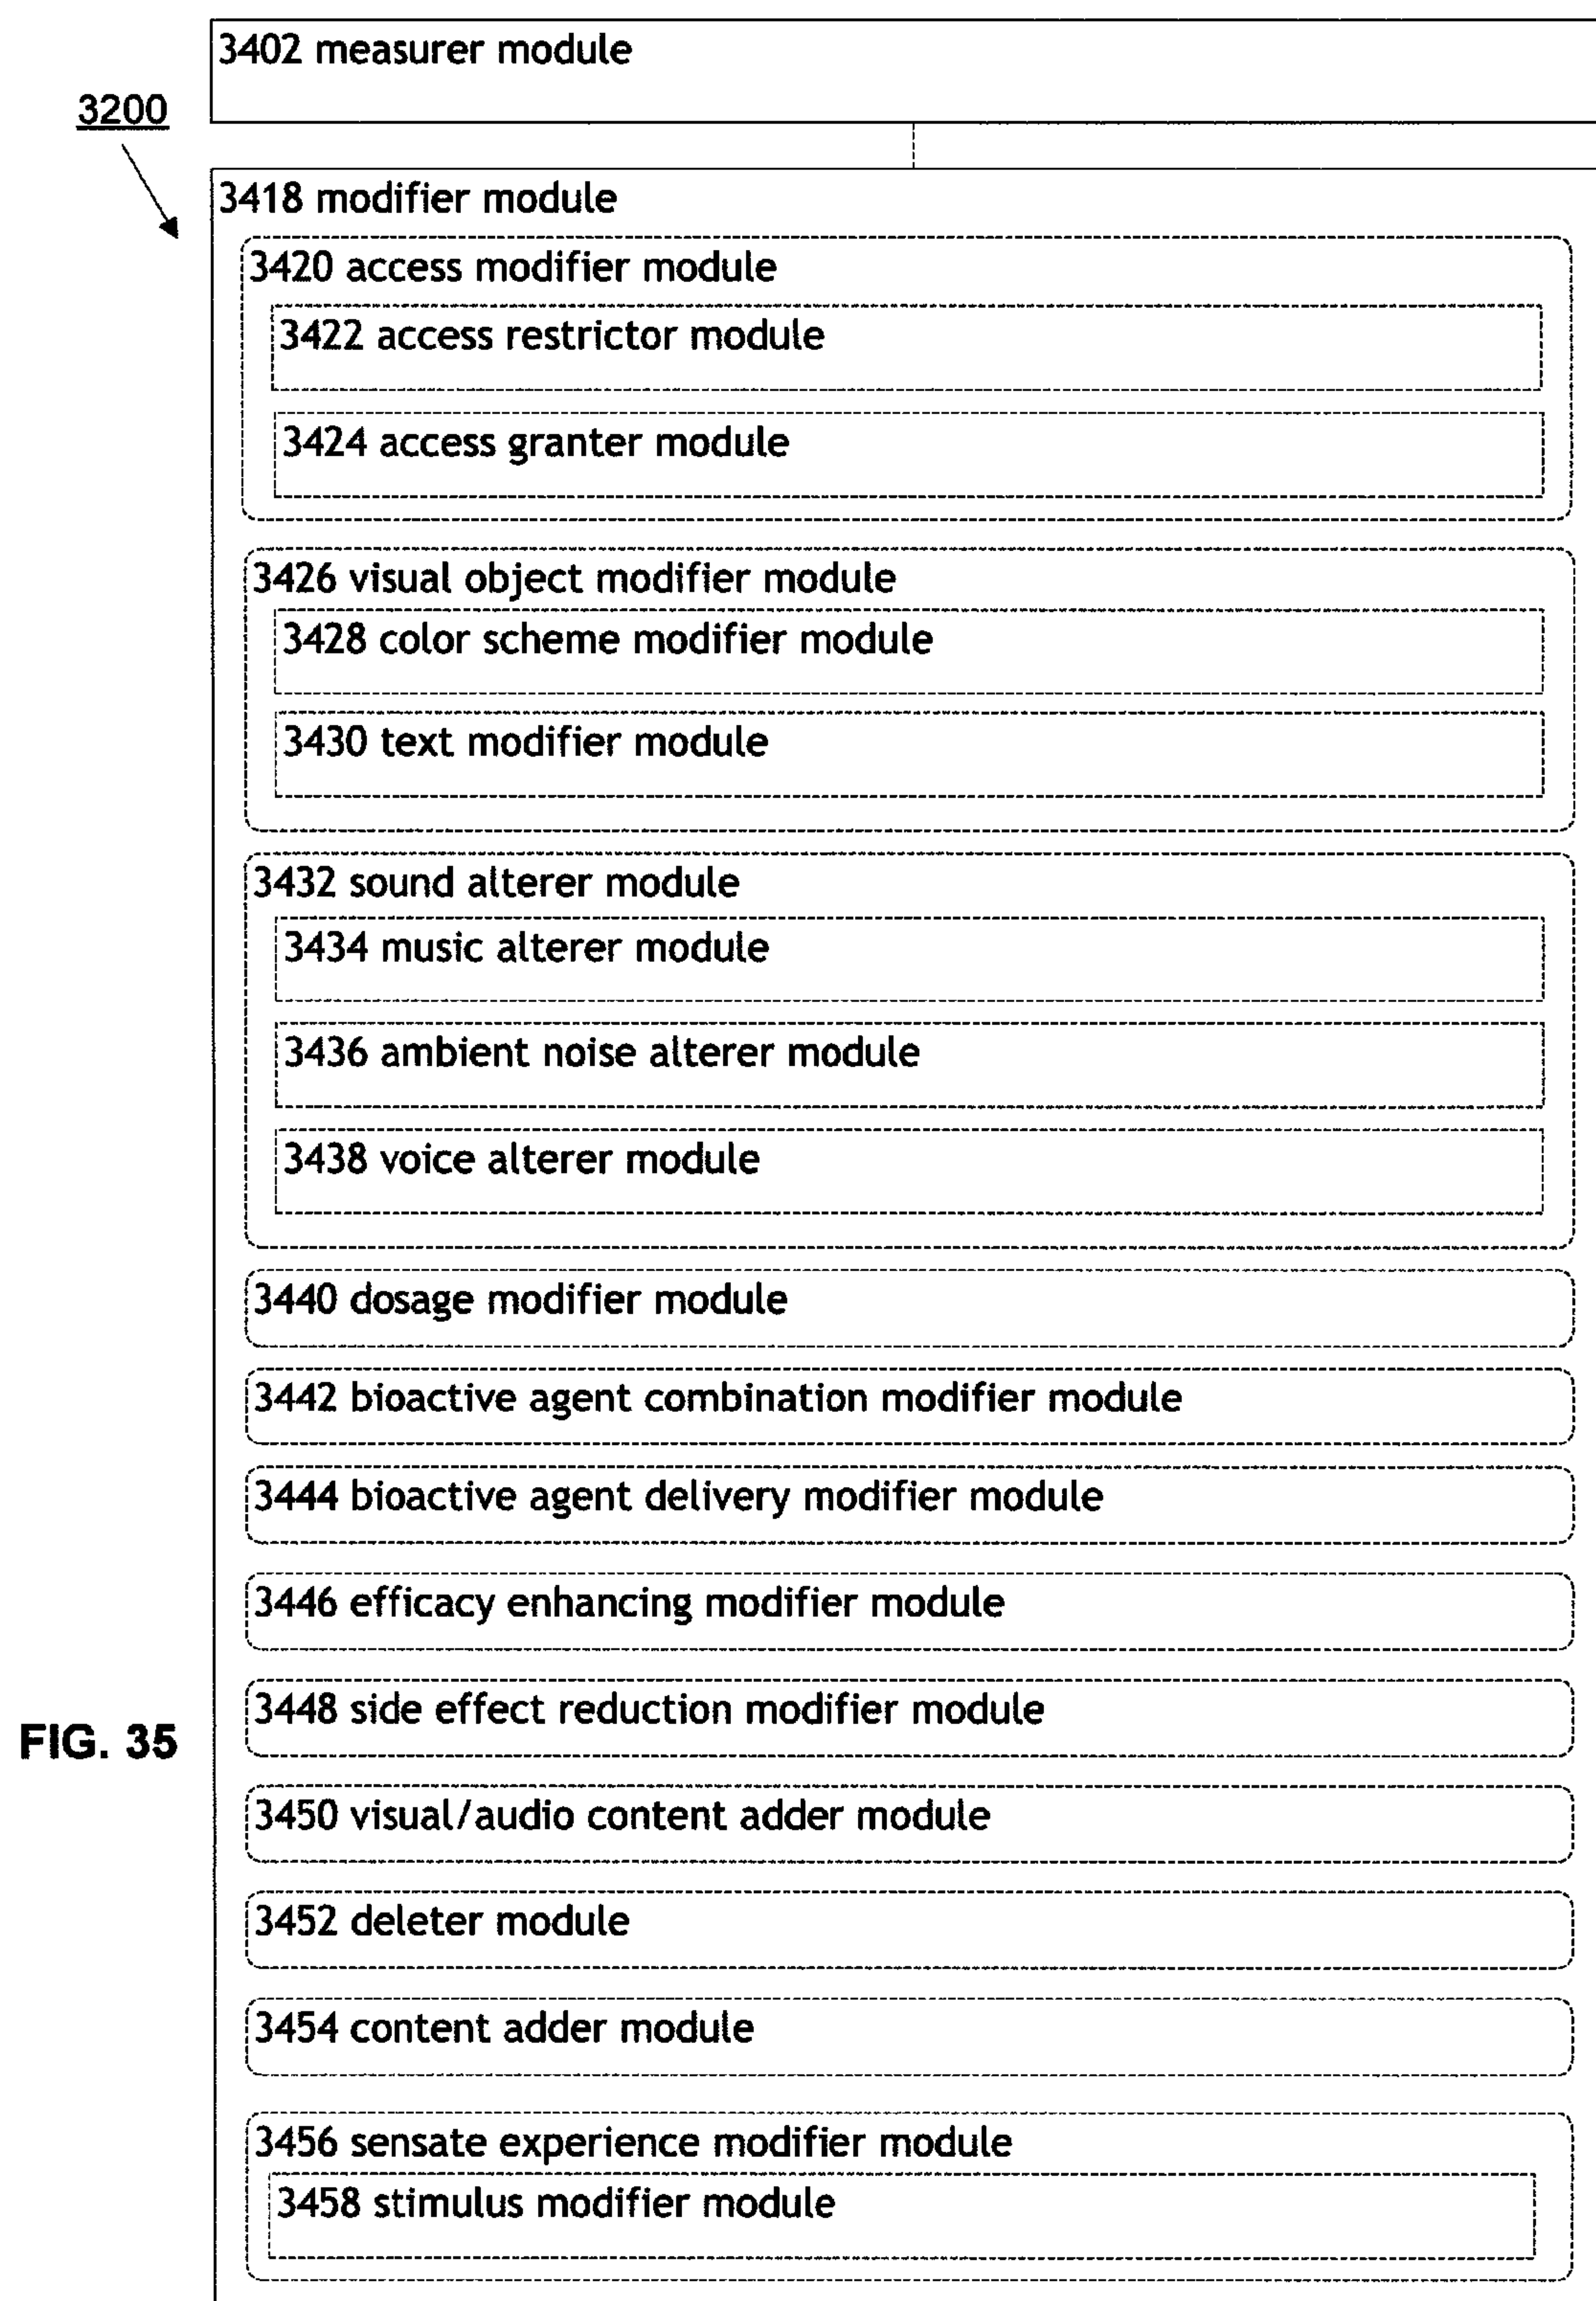 3402 measurer module
3200
3418 modifier module
3420 access modifier module
3422 access restrictor module
3424 access granter module
3426 visual object modifier module
3428 color scheme modifier module
3430 text modifier module
3432 sound alterer module
3434 music alterer module
3436 ambient noise alterer module
3438 voice alterer module
3440 dosage modifier module
3442 bioactive agent combination modifier module
3444 bioactive agent delivery modifier module
3446 efficacy enhancing modifier module
3448 side effect reduction modifier module
FIG. 35
3450 visual/audio content adder module
3452 deleter module
3454 content adder module
3456 sensate experience modifier module
3458 stimulus modifier module